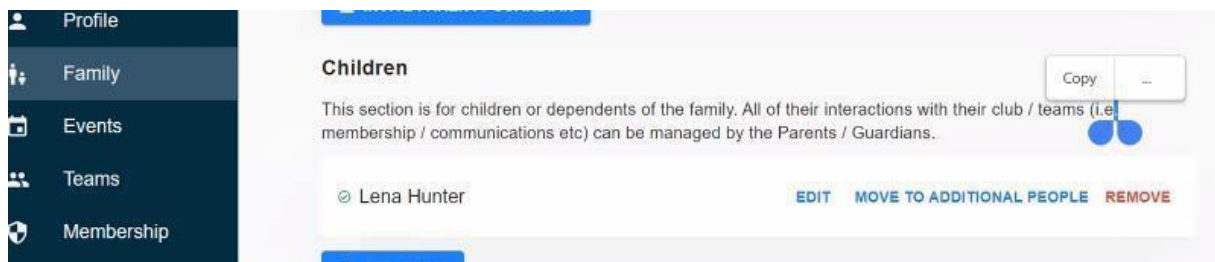 Profile
Family
Events
Teams
Membership
Children
Copy ...
This section is for children or dependents of the family. All of their interactions with their club / teams (i.e
membership / communications etc) can be managed by the Parents / Guardians.
Lena Hunter EDIT MOVE TO ADDITIONAL PEOPLE REMOVE